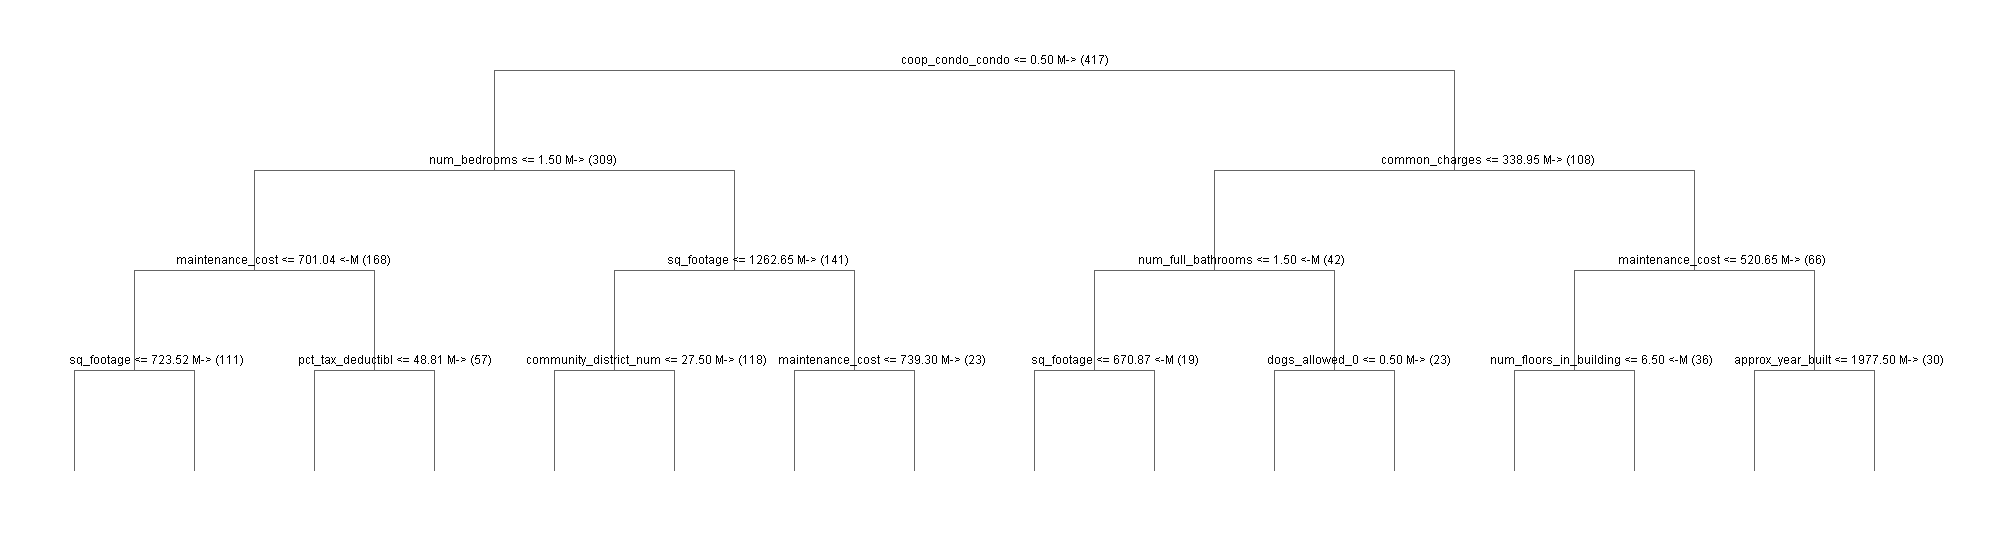 coop_condo_condo <= 0.50 M-> (417)
num_bedrooms <= 1.50 M-> (309)
common_charges <= 338.95 M-> (108)
maintenance_cost <= 701.04 <-M (168)
sq_footage <= 1262.65 M-> (141)
num_full_bathrooms <= 1.50 <-M (42)
maintenance_cost <= 520.65 M-> (66)
sq_footage <= 723.52 M-> (111)
pct_tax_deductibl <= 48.81 M-> (57)
community_district_num <= 27.50 M-> (118)
maintenance_cost <= 739.30 M-> (23)
sq_footage <= 670.87 <-M (19)
dogs_allowed_0 <= 0.50 M-> (23)
num_floors_in_building <= 6.50 <-M (36)
approx_year_built <= 1977.50 M-> (30)